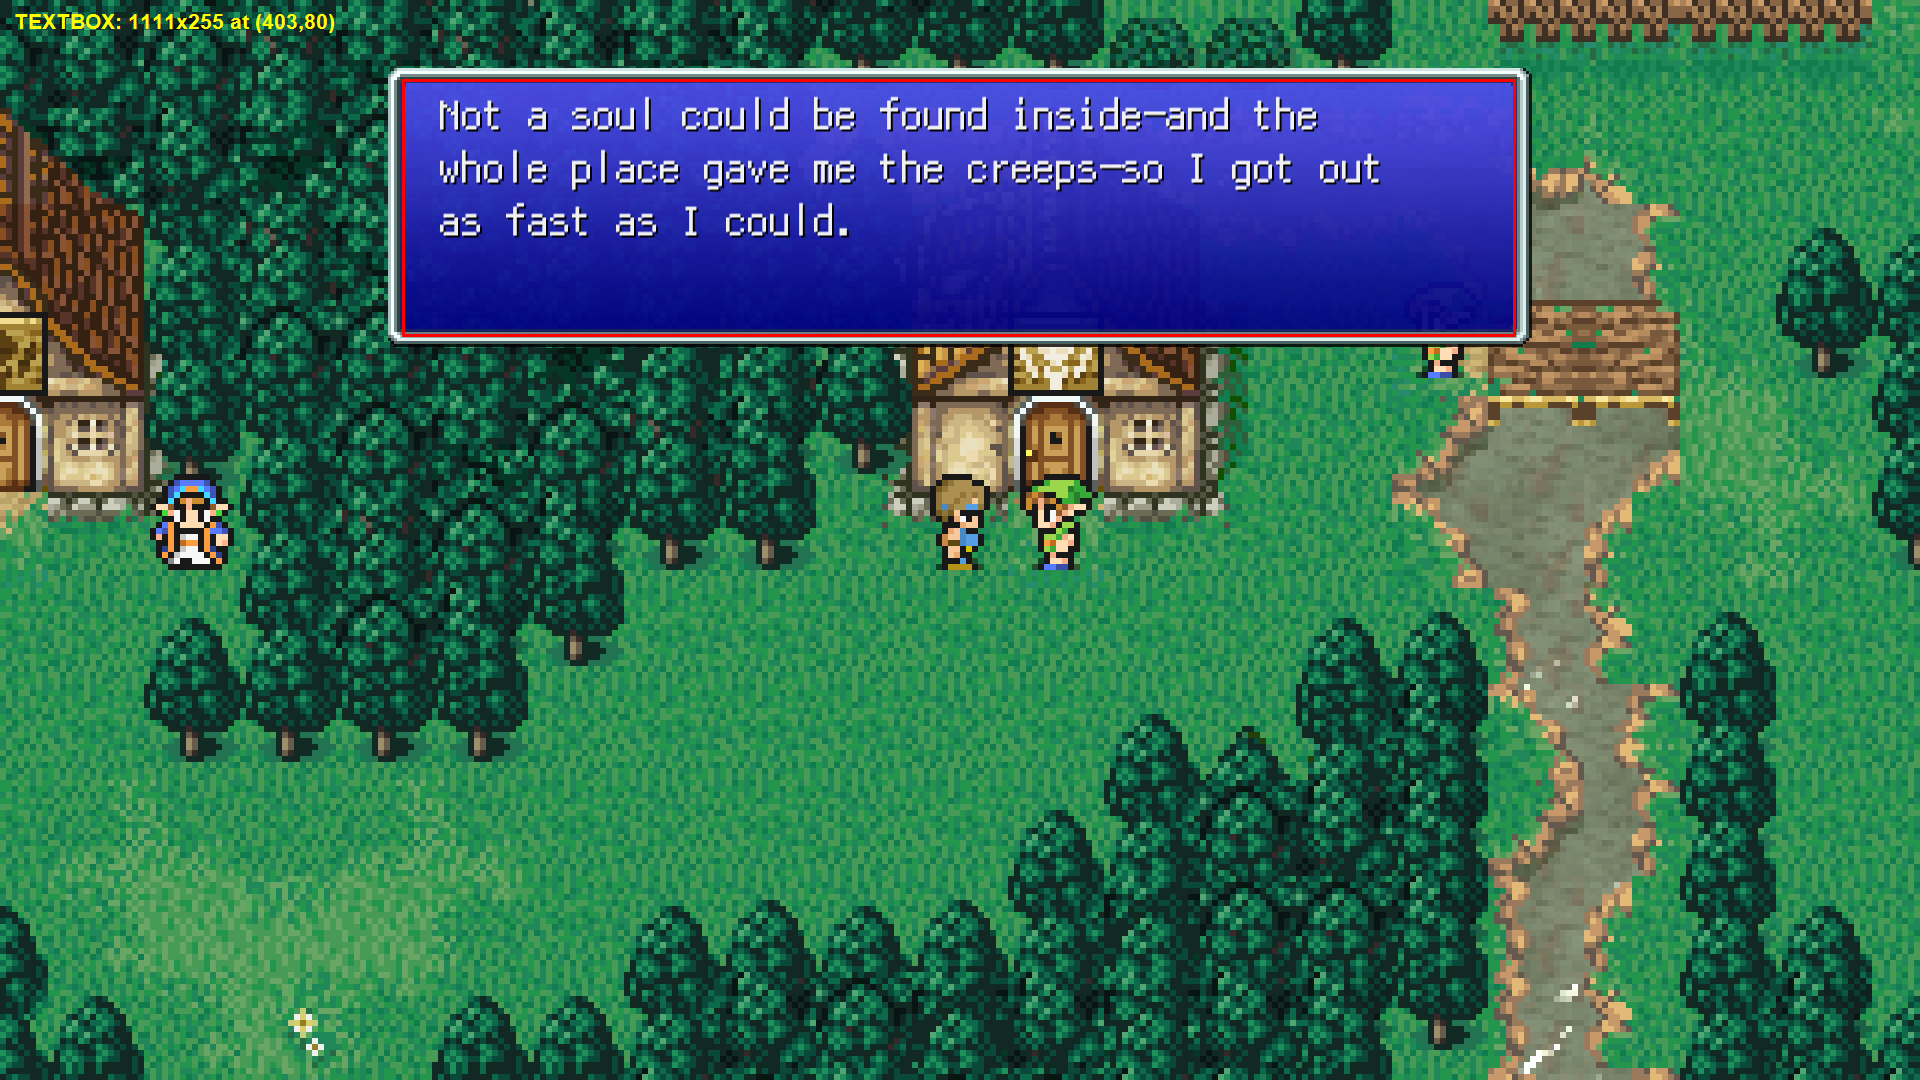 TEXTBOX: 1111x255 at (403,80)
Not a soul could be found inside—and the
whole place gave me the creeps—so I got out
as fast as I could.